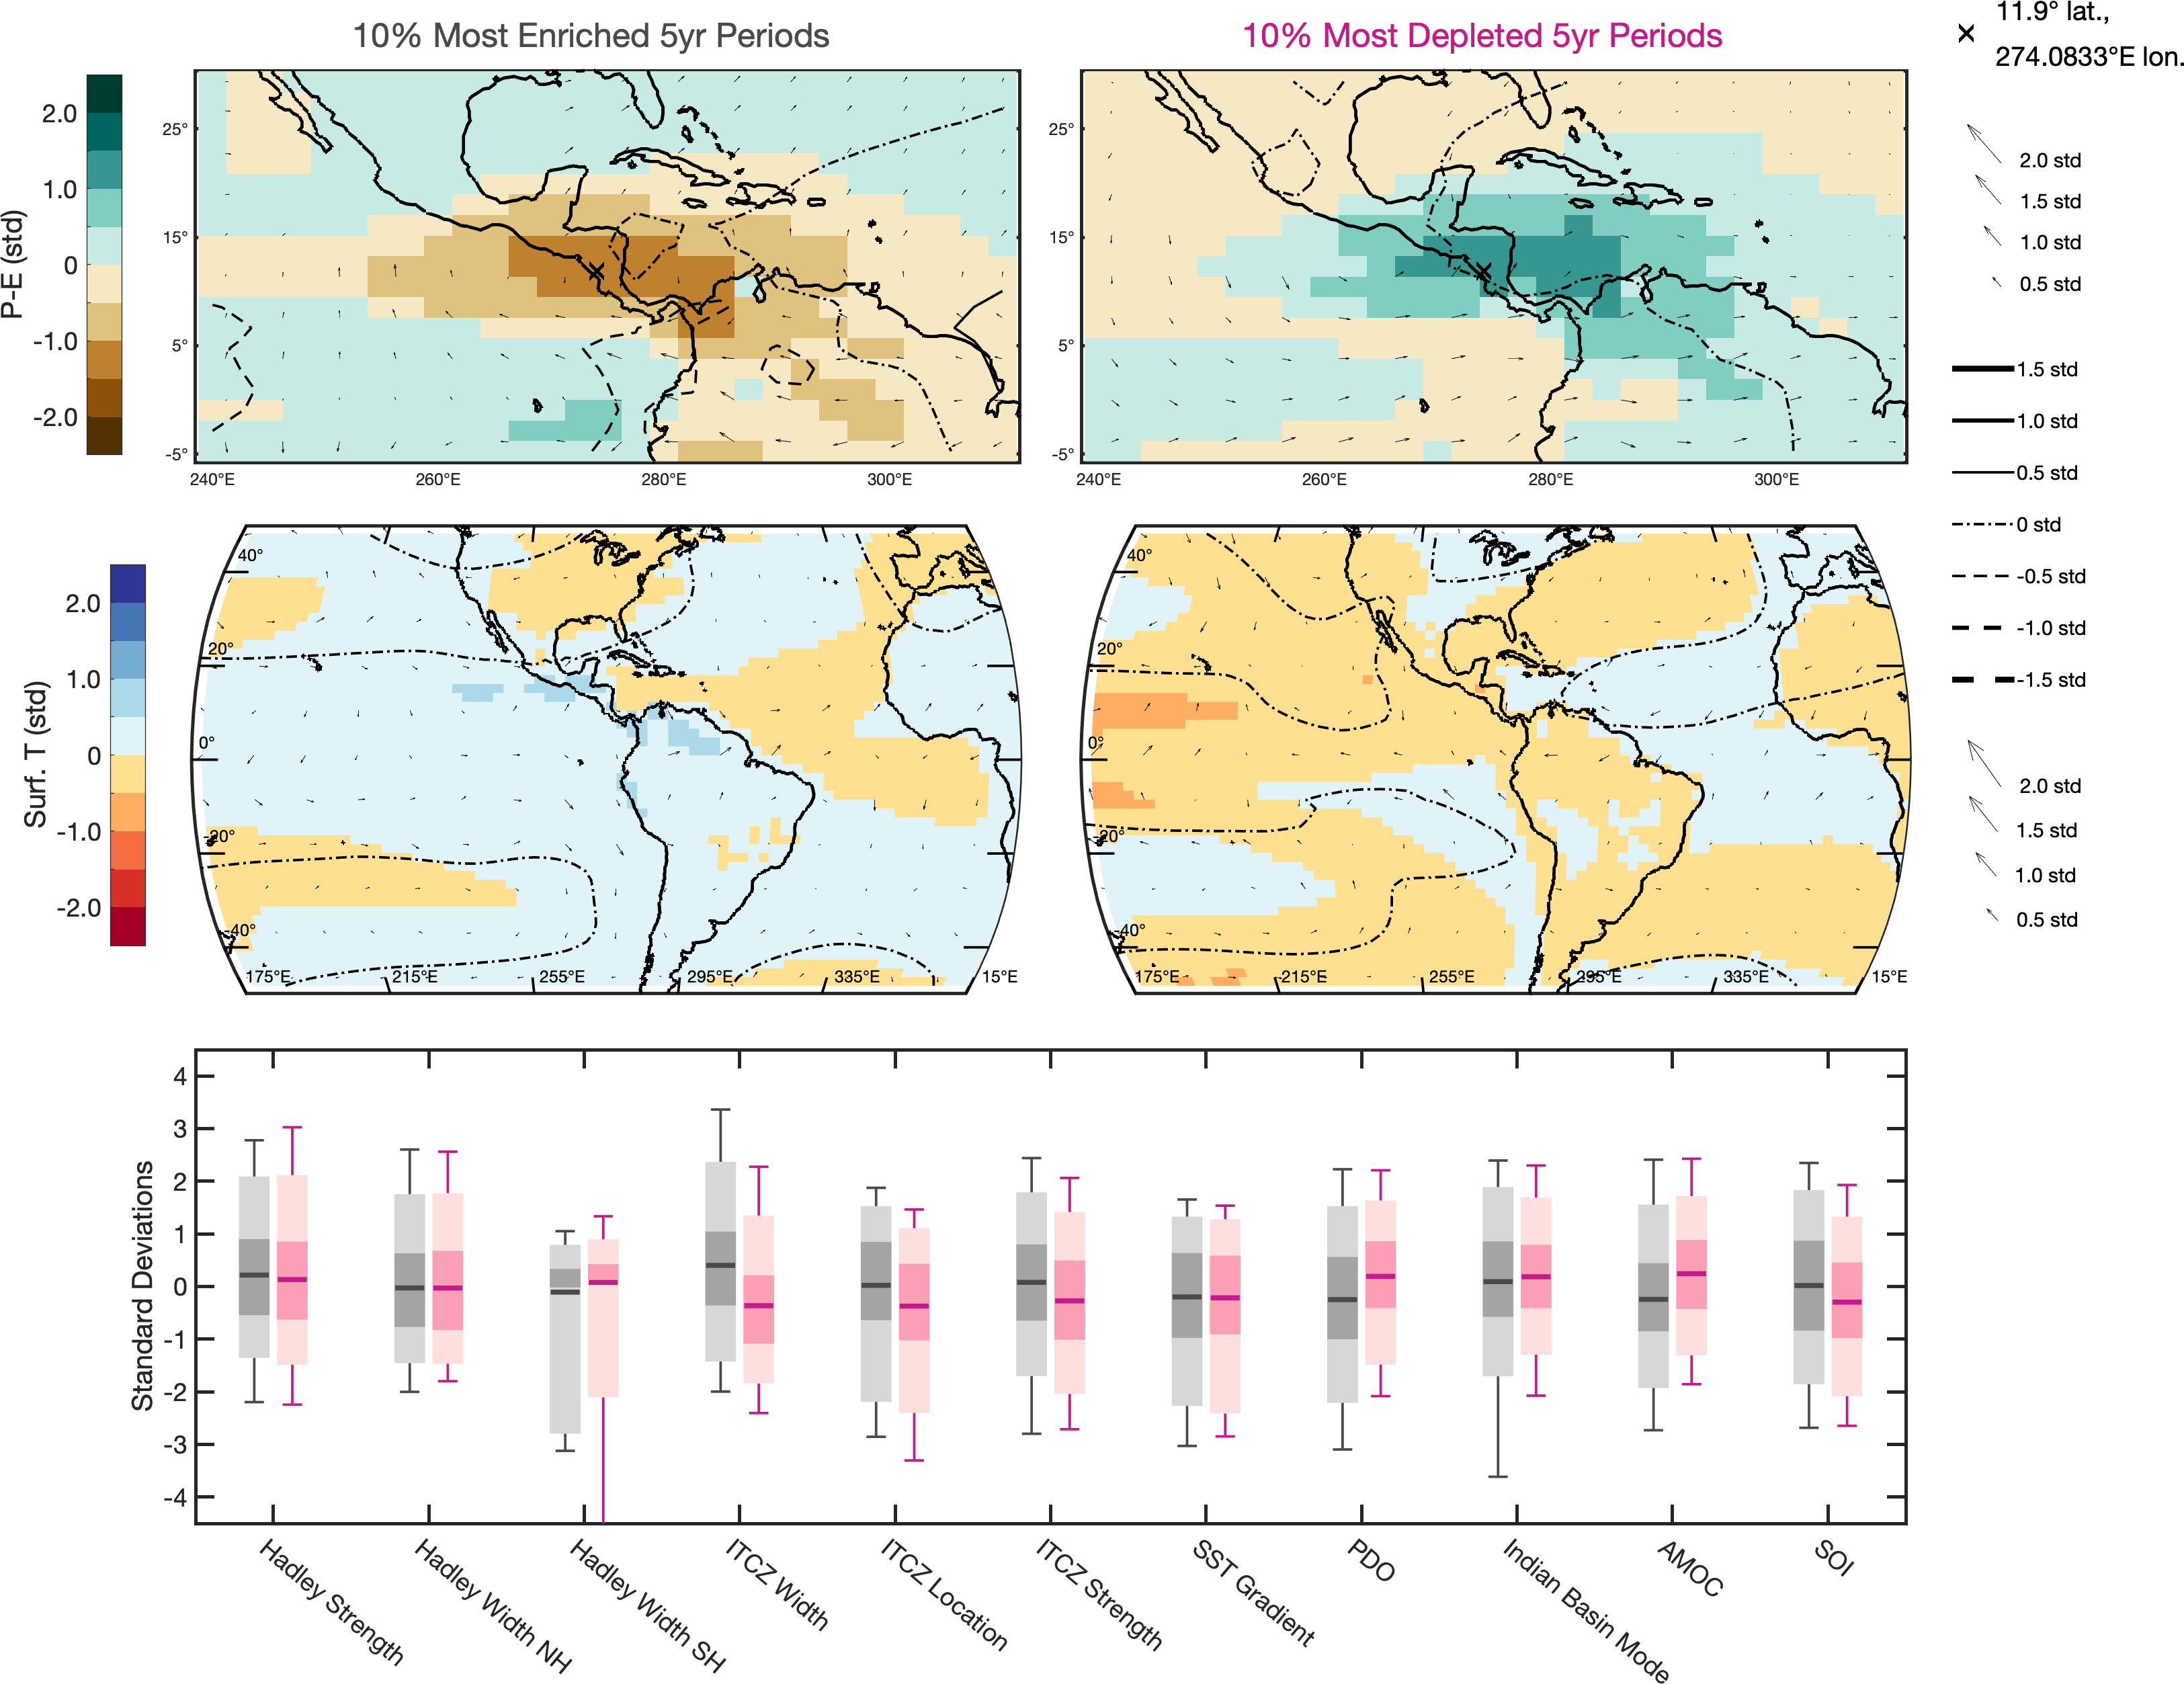 10% Most Enriched 5yr Periods
10% Most Depleted 5yr Periods
11.9° lat.,
274.0833°E lon.
P-E (std)
2.0
1.0
0
-1.0
-2.0
25°
15°
5°
-5°
240°E
260°E
280°E
300°E
25°
15°
5°
-5°
240°E
260°E
280°E
300°E
2.0 std
1.5 std
1.0 std
0.5 std
1.5 std
1.0 std
0.5 std
0 std
-0.5 std
-1.0 std
-1.5 std
Surf. T (std)
2.0
1.0
0
-1.0
-2.0
40°
20°
0°
-20°
-40°
175°E
215°E
255°E
295°E
335°E
15°E
40°
20°
0°
-20°
-40°
175°E
215°E
255°E
295°E
335°E
15°E
2.0 std
1.5 std
1.0 std
0.5 std
Standard Deviations
4
3
2
1
0
-1
-2
-3
-4
Hadley Strength
Hadley Width NH
Hadley Width SH
ITCZ Width
ITCZ Location
ITCZ Strength
SST Gradient
PDO
Indian Basin Mode
AMOC
SOI